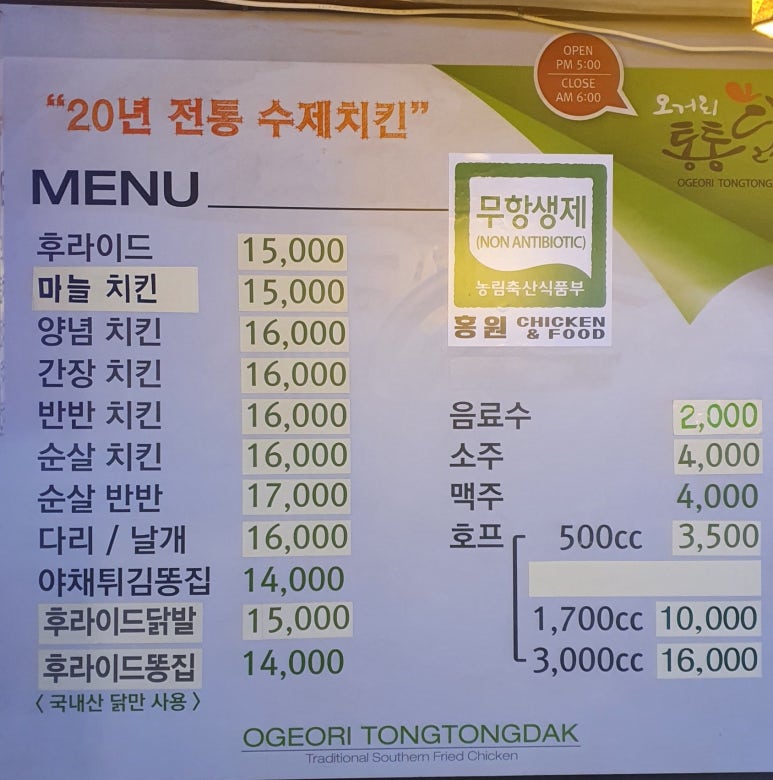 OPEN
PM 5:00
CLOSE
AM 6:00
오거리
통통
OGEORI TONGTONG
“20년 전통 수제치킨”
MENU
무항생제
(NON ANTIBIOTIC)
농림축산식품부
홍원 CHICKEN & FOOD
후라이드 15,000
마늘 치킨 15,000
양념 치킨 16,000
간장 치킨 16,000
반반 치킨 16,000
순살 치킨 16,000
순살 반반 17,000
다리 / 날개 16,000
야채튀김똥집 14,000
후라이드닭발 15,000
후라이드똥집 14,000
< 국내산 닭만 사용 >
음료수 2,000
소주 4,000
맥주 4,000
호프 500cc 3,500
1,700cc 10,000
3,000cc 16,000
OGEORI TONGTONGDAK
Traditional Southern Fried Chicken